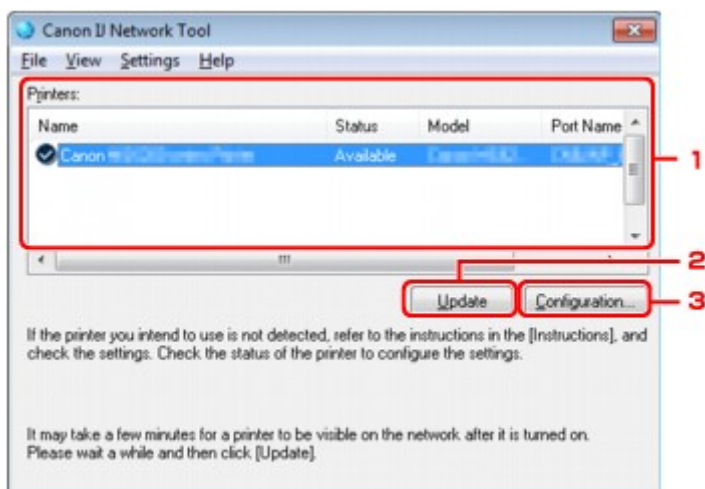 Canon IJ Network Tool
File View Settings Help
Printers:
Name Status Model Port Name
Canon Available
1
2
Update Configuration... 3
If the printer you intend to use is not detected, refer to the instructions in the [Instructions], and
check the settings. Check the status of the printer to configure the settings.
It may take a few minutes for a printer to be visible on the network after it is turned on.
Please wait a while and then click [Update].